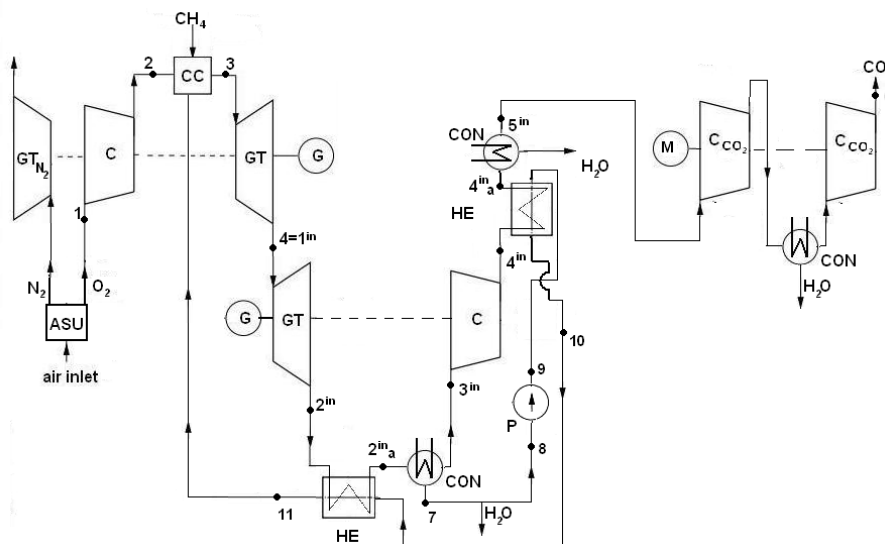 CH4
2
3
CC
CO
5in
CON
GTN2
C
GT
G
M
CCO2
CCO2
H2O
4ina
HE
1
4=1in
4in
CON
N2
O2
G
GT
C
H2O
ASU
10
9
air inlet
3in
P
2in
2ina
8
CON
11
7
H2O
HE